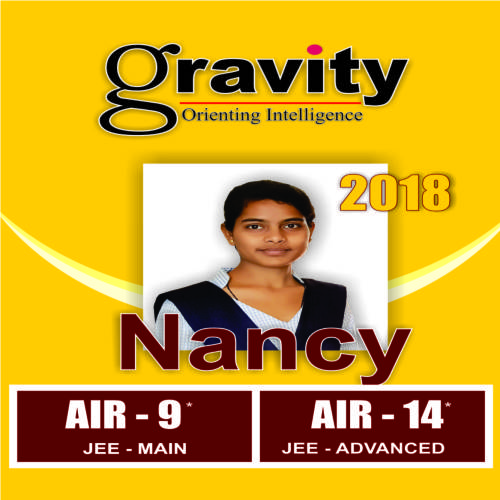 gravity
Orienting Intelligence
2018
Nancy
AIR - 9*
JEE - MAIN
AIR - 14*
JEE - ADVANCED